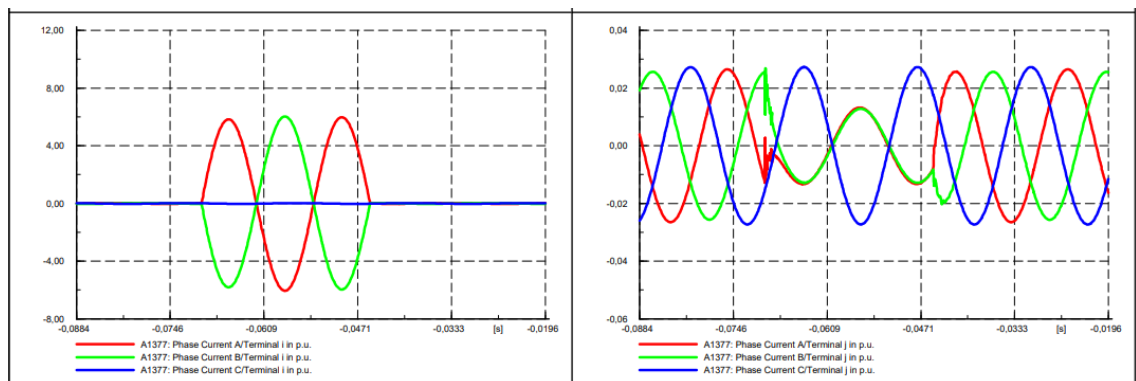 12,00
8,00
4,00
0,00
-4,00
-8,00
-0,0884 -0,0746 -0,0609 -0,0471 -0,0333 [s] -0,0196
A1377: Phase Current A/Terminal i in p.u.
A1377: Phase Current B/Terminal i in p.u.
A1377: Phase Current C/Terminal i in p.u.
0,04
0,02
0,00
-0,02
-0,04
-0,06
-0,0884 -0,0746 -0,0609 -0,0471 -0,0333 [s] -0,0196
A1377: Phase Current A/Terminal j in p.u.
A1377: Phase Current B/Terminal j in p.u.
A1377: Phase Current C/Terminal j in p.u.